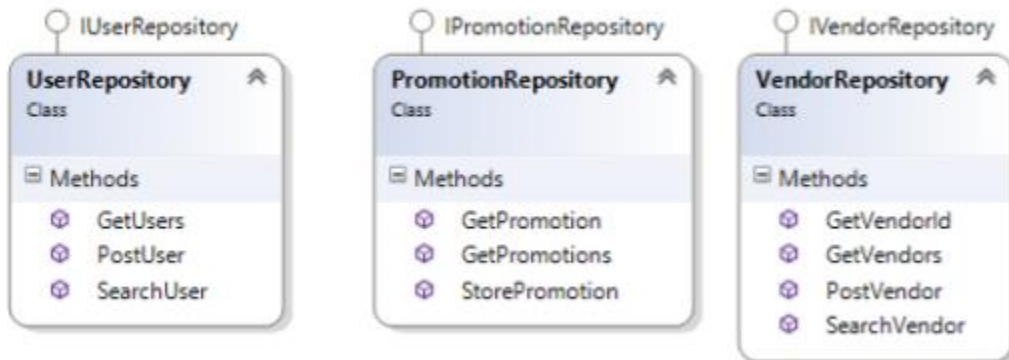 IUserRepository
UserRepository
Class
Methods
GetUsers
PostUser
SearchUser
IPromotionRepository
PromotionRepository
Class
Methods
GetPromotion
GetPromotions
StorePromotion
IVendorRepository
VendorRepository
Class
Methods
GetVendorId
GetVendors
PostVendor
SearchVendor